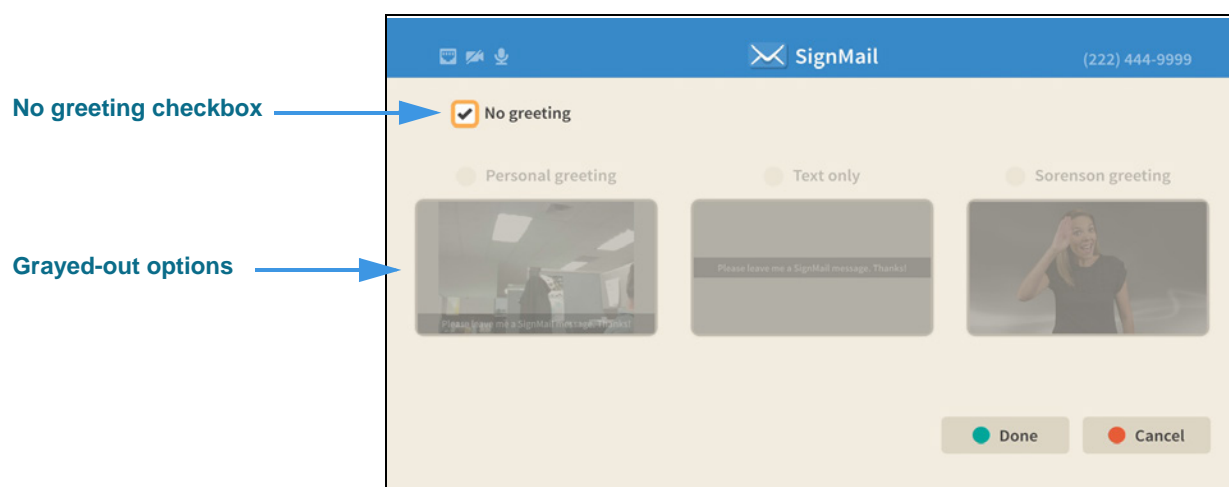 SignMail
(222) 444-9999
No greeting checkbox
No greeting
Personal greeting
Text only
Sorenson greeting
Grayed-out options
Please leave me a SignMail message. Thanks!
Please leave me a SignMail message. Thanks!
Done
Cancel